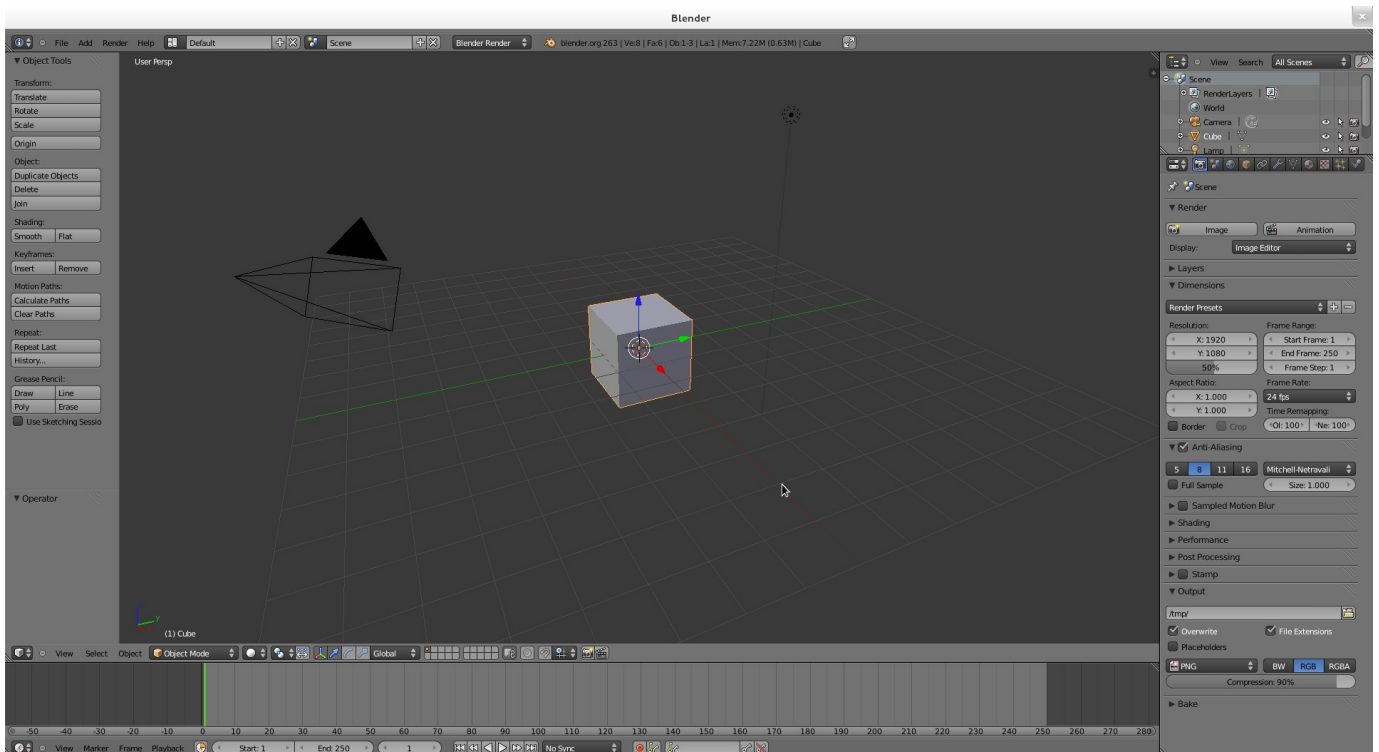 Blender
File Add Render Help Default Scene Blender Render blender.org 263 | Ve:8 | Fa:6 | Ob:1-3 | La:1 | Mem:7.22M (0.63M) | Cube
Object Tools
Transform:
Translate
Rotate
Scale
Origin
Object:
Duplicate Objects
Delete
Join
Shading:
Smooth Flat
Keyframes:
Insert Remove
Motion Paths:
Calculate Paths
Clear Paths
Repeat:
Repeat Last
History...
Grease Pencil:
Draw Line
Poly Erase
Use Sketching Sessio
Operator
User Persp
(1) Cube
View Select Object Object Mode Global
-50 -40 -30 -20 -10 0 10 20 30 40 50 60 70 80 90 100 110 120 130 140 150 160 170 180 190 200 210 220 230 240 250 260 270 280
View Marker Frame Playback Start: 1 End: 250 1 No Sync
View Search All Scenes
Scene
RenderLayers
World
Camera
Cube
Lamp
Scene
Render
Image Animation
Display: Image Editor
Layers
Dimensions
Render Presets
Resolution: Frame Range:
X: 1920 Start Frame: 1
Y: 1080 End Frame: 250
50% Frame Step: 1
Aspect Ratio: Frame Rate:
X: 1.000 24 fps
Y: 1.000 Time Remapping:
Border Crop Ol: 100 Ne: 100
Anti-Aliasing
5 8 11 16 Mitchell-Netravali
Full Sample Size: 1.000
Sampled Motion Blur
Shading
Performance
Post Processing
Stamp
Output
/tmp/
Overwrite File Extensions
Placeholders
PNG BW RGB RGBA
Compression: 90%
Bake